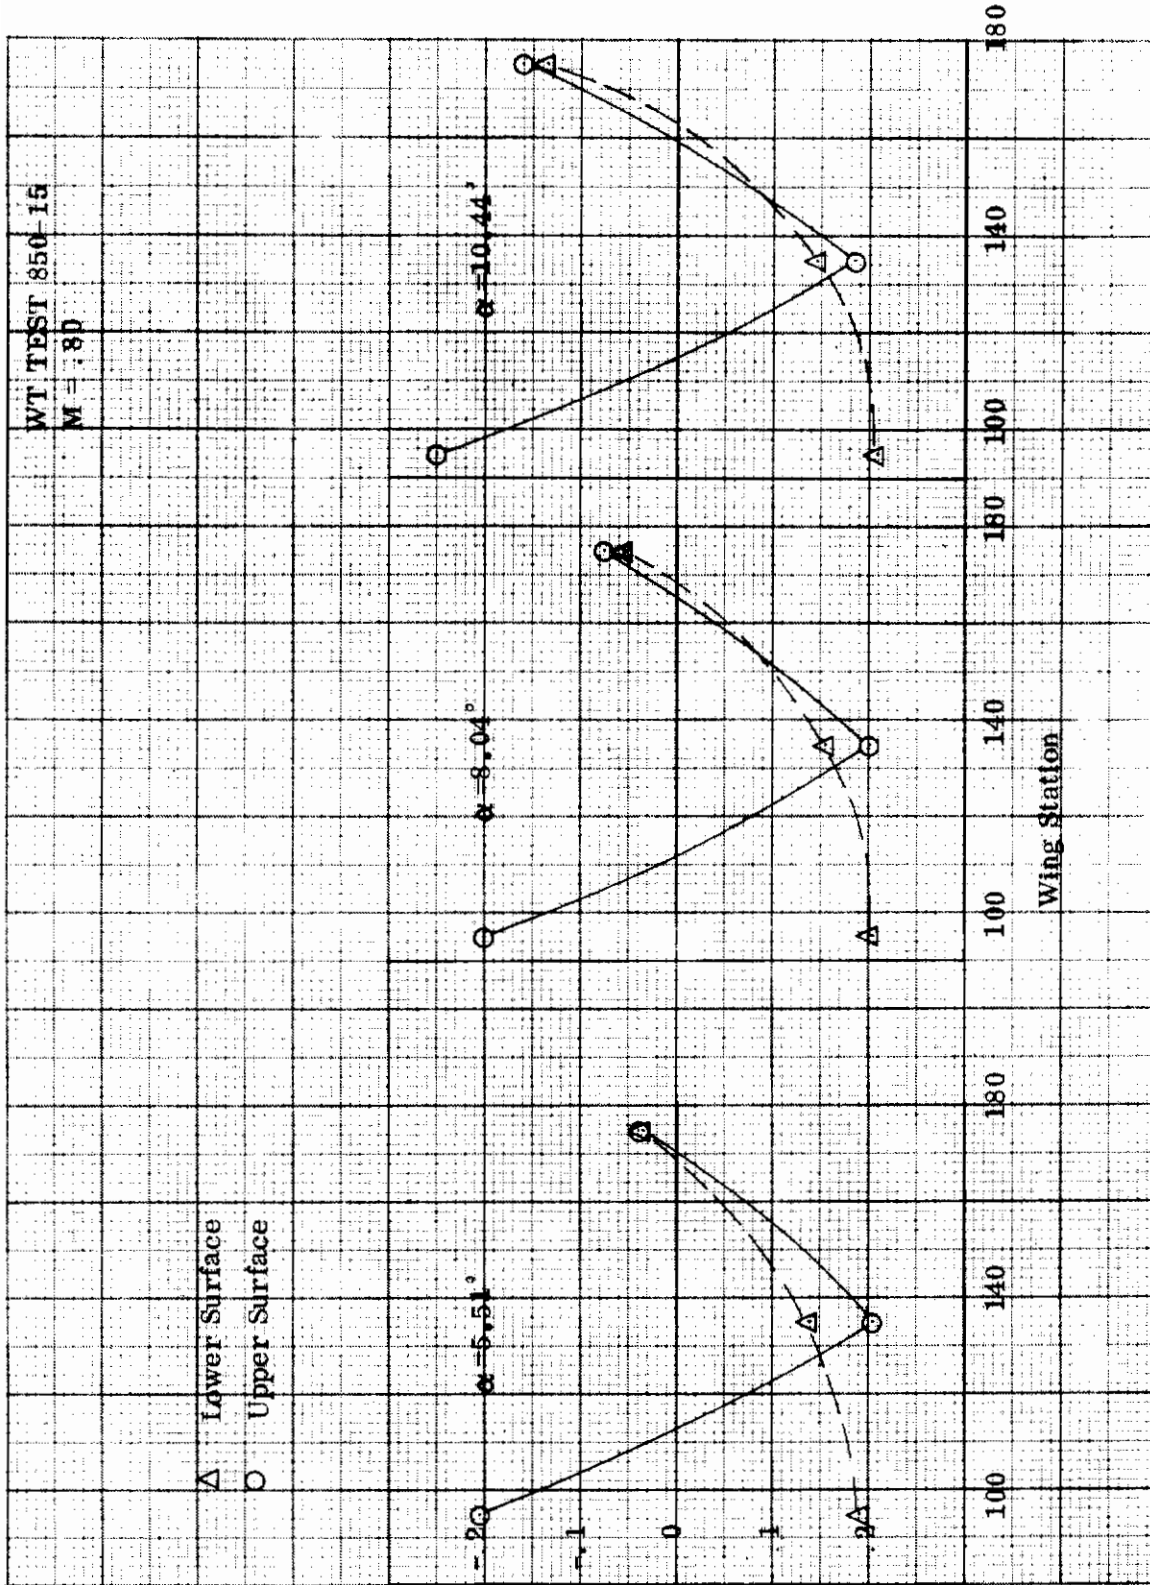 WT TEST 850-15
M = .80
△ Lower Surface
○ Upper Surface
α=5.51°
α=8.04°
α=10.44°
-.2
-.1
0
.1
.2
100
140
180
100
140
180
100
140
180
Wing Station